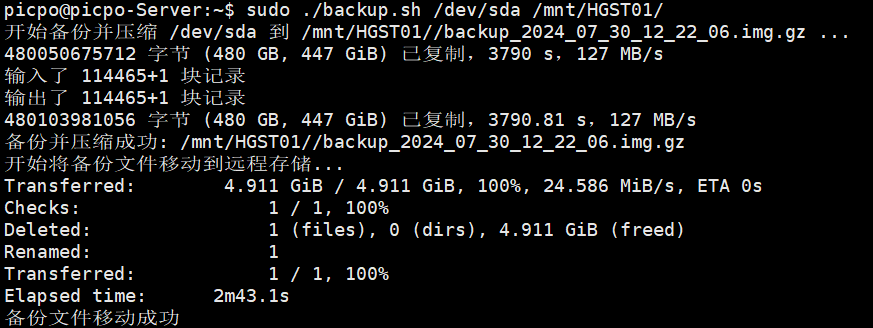 picpo@picpo-Server:~$ sudo ./backup.sh /dev/sda /mnt/HGST01/
开始备份并压缩 /dev/sda 到 /mnt/HGST01//backup_2024_07_30_12_22_06.img.gz ...
480050675712 字节 (480 GB, 447 GiB) 已复制，3790 s，127 MB/s
输入了 114465+1 块记录
输出了 114465+1 块记录
480103981056 字节 (480 GB, 447 GiB) 已复制，3790.81 s，127 MB/s
备份并压缩成功: /mnt/HGST01//backup_2024_07_30_12_22_06.img.gz
开始将备份文件移动到远程存储...
Transferred:        4.911 GiB / 4.911 GiB, 100%, 24.586 MiB/s, ETA 0s
Checks:                 1 / 1, 100%
Deleted:                1 (files), 0 (dirs), 4.911 GiB (freed)
Renamed:                1
Transferred:            1 / 1, 100%
Elapsed time:      2m43.1s
备份文件移动成功